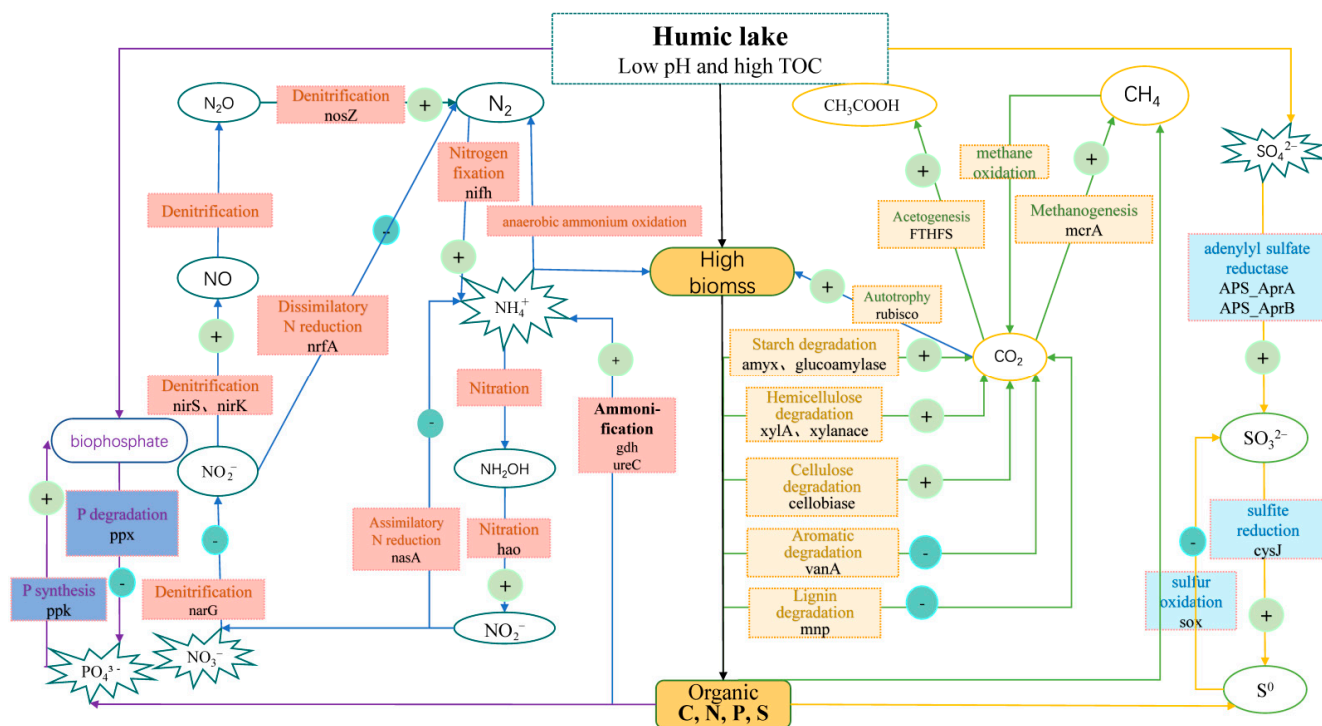 Humic lake
Low pH and high TOC
N₂O
Denitrification
nosZ
+
N₂
CH₃COOH
CH₄
SO₄²⁻
Nitrogen
fixation
nifh
+
methane
oxidation
+
+
Denitrification
anaerobic ammonium oxidation
-
Acetogenesis
FTHFS
Methanogenesis
mcrA
adenylyl sulfate
reductase
APS_AprA
APS_AprB
+
NO
+
High
biomss
+
Autotrophy
rubisco
NH₄⁺
Dissimilatory
N reduction
nrfA
Denitrification
nirS、nirK
Nitration
+
-
Ammoni-
fication
gdh
ureC
Starch degradation
amyx、glucoamylase
+
CO₂
Hemicellulose
degradation
xylA、xylanace
+
SO₃²⁻
biophosphate
NO₂⁻
NH₂OH
Cellulose
degradation
cellobiase
+
+
P degradation
ppx
-
-
Assimilatory
N reduction
nasA
Nitration
hao
+
Aromatic
degradation
vanA
-
-
sulfite
reduction
cysJ
P synthesis
ppk
Denitrification
narG
Lignin
degradation
mnp
-
sulfur
oxidation
sox
+
NO₂⁻
PO₄³⁻
NO₃⁻
Organic
C, N, P, S
S⁰